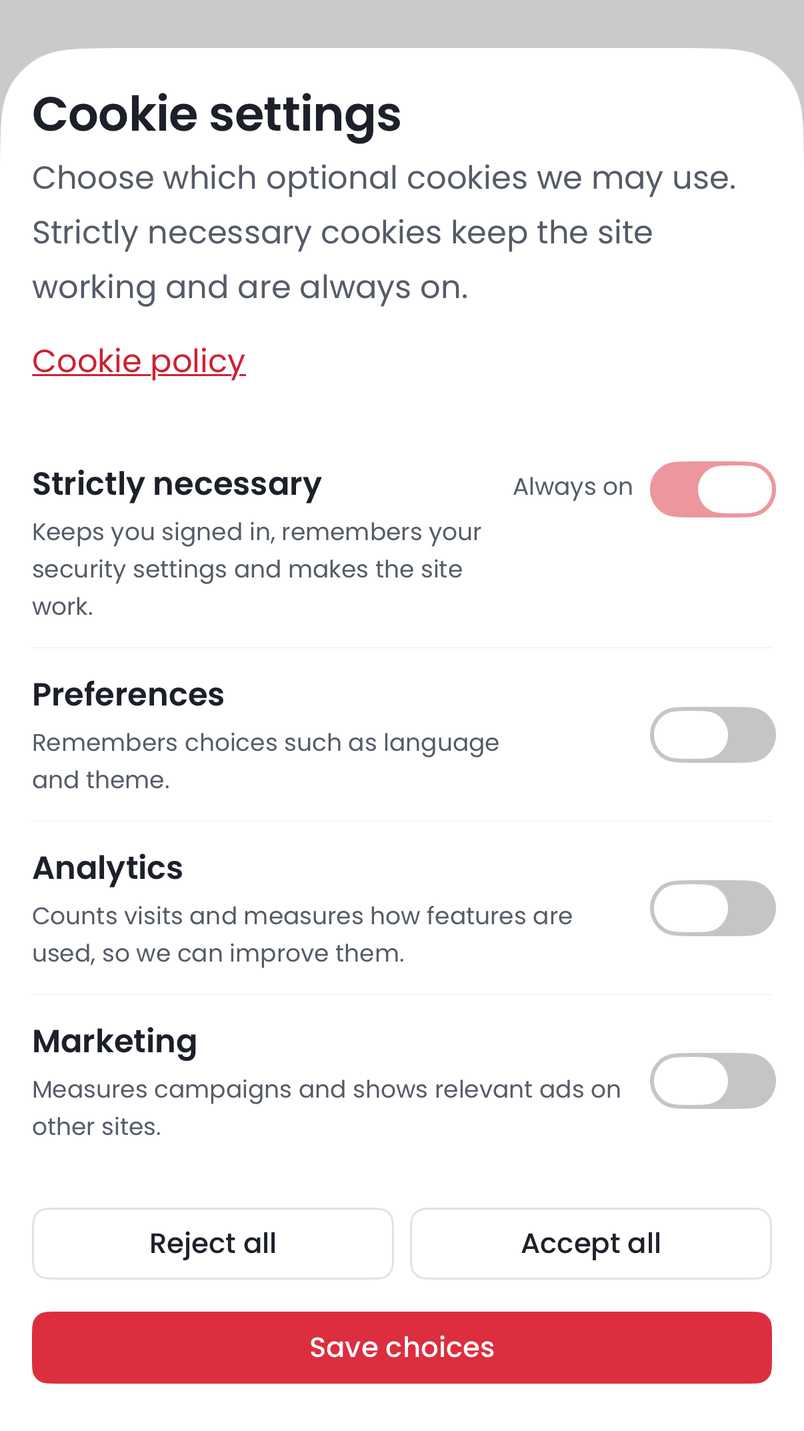 Cookie settings
Choose which optional cookies we may use.
Strictly necessary cookies keep the site
working and are always on.
Cookie policy
Strictly necessary
Always on
Keeps you signed in, remembers your
security settings and makes the site
work.
Preferences
Remembers choices such as language
and theme.
Analytics
Counts visits and measures how features are
used, so we can improve them.
Marketing
Measures campaigns and shows relevant ads on
other sites.
Reject all
Accept all
Save choices